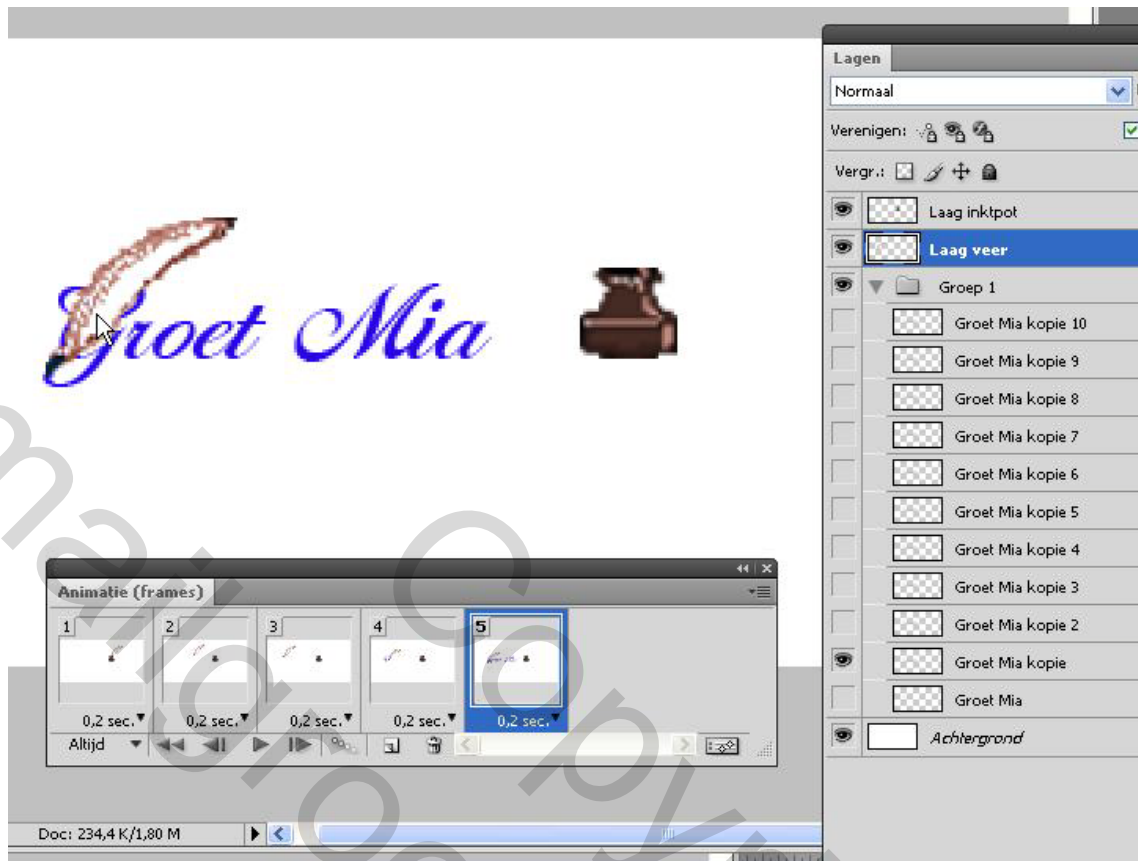 Lagen
Normaal
Verenigen:
Vergr.:
Laag inktpot
Laag veer
Groep 1
Groet Mia kopie 10
Groet Mia kopie 9
Groet Mia kopie 8
Groet Mia kopie 7
Groet Mia kopie 6
Groet Mia kopie 5
Groet Mia kopie 4
Groet Mia kopie 3
Groet Mia kopie 2
Groet Mia kopie
Groet Mia
Achtergrond
Groet Mia
Animatie (frames)
1 2 3 4 5
0,2 sec. 0,2 sec. 0,2 sec. 0,2 sec. 0,2 sec.
Altijd
Doc: 234,4 K/1,80 M